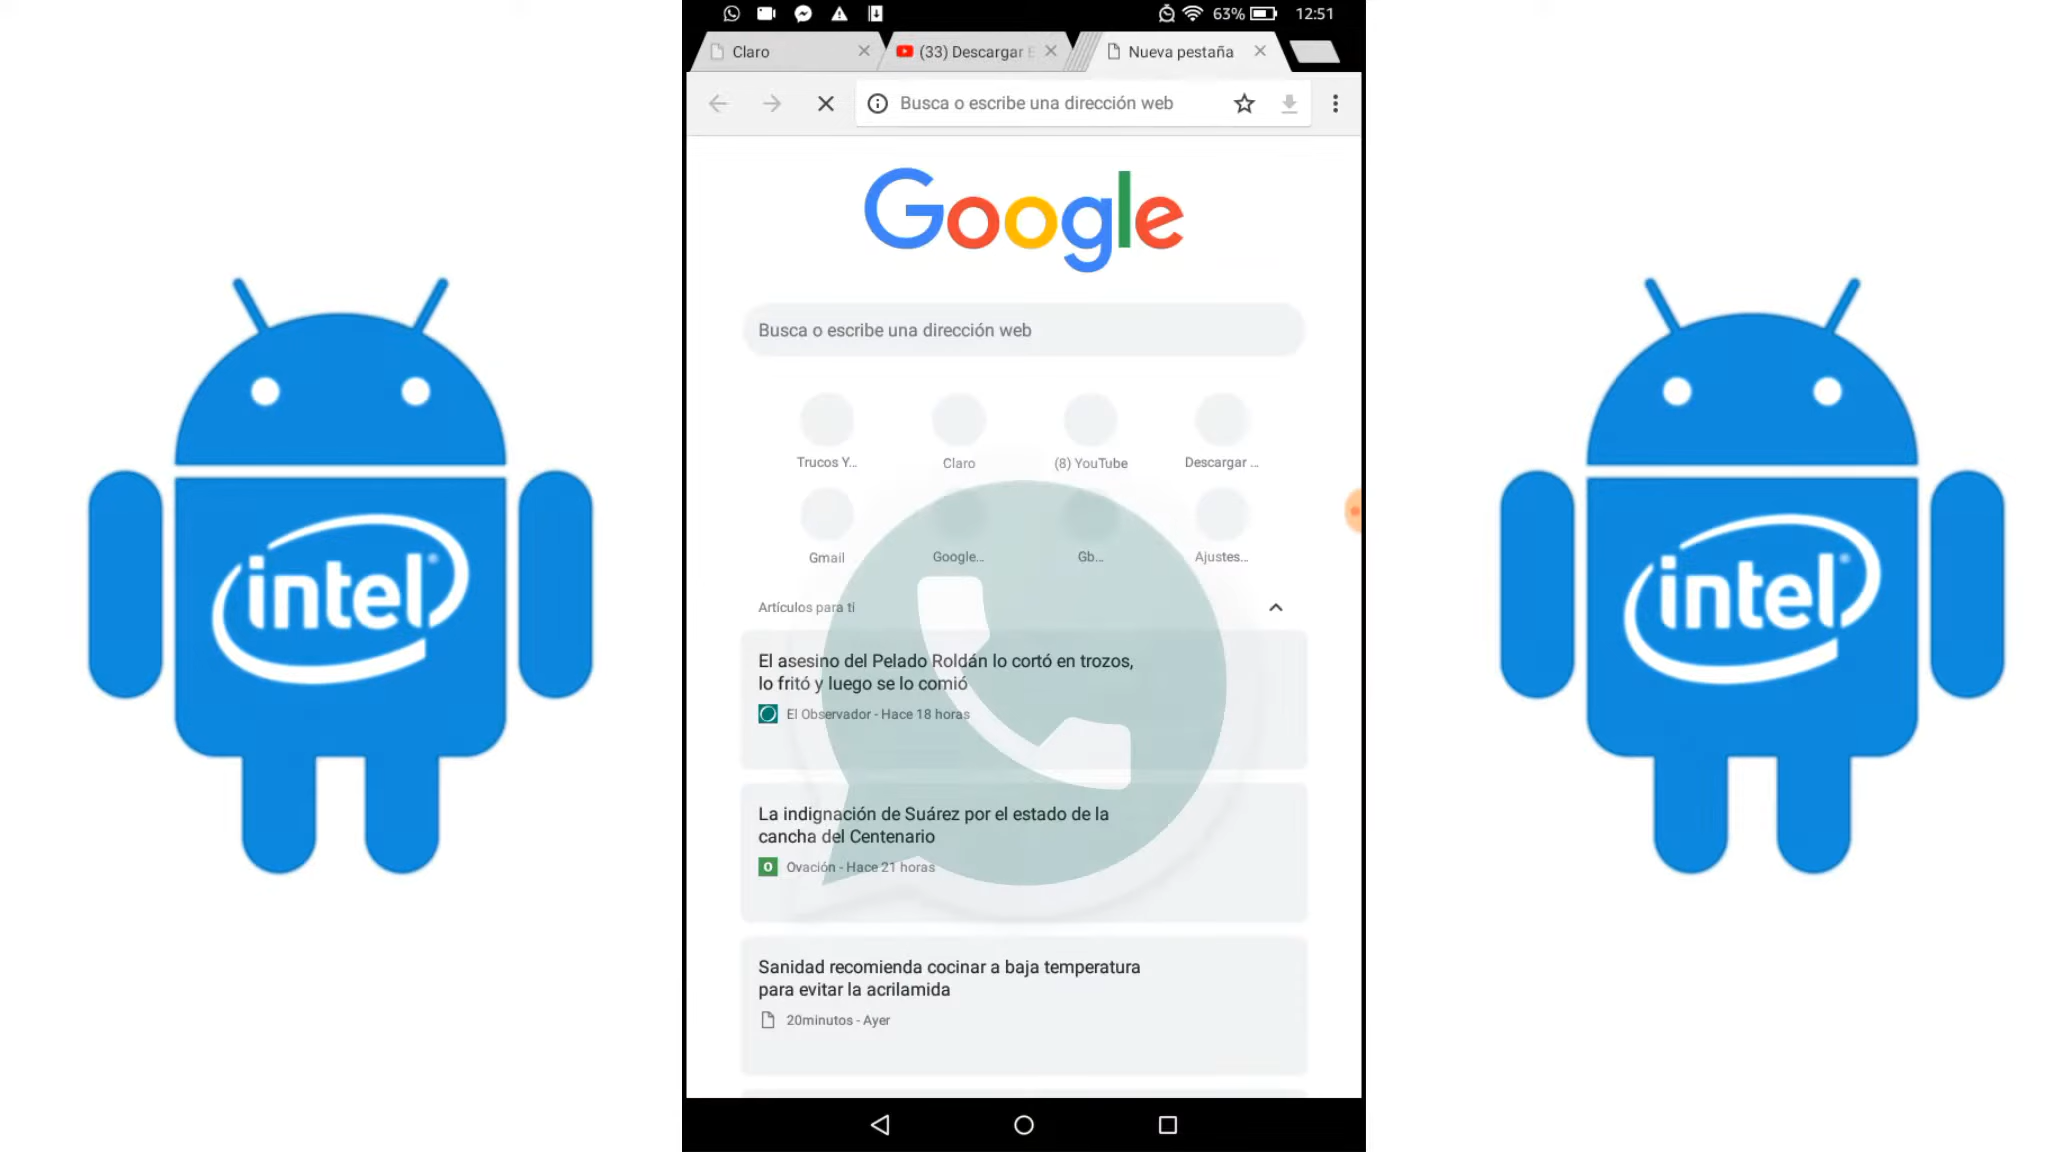 63% 12:51
Claro
(33) Descargar E
Nueva pestaña
Busca o escribe una dirección web
Google
Busca o escribe una dirección web
Trucos Y... Claro (8) YouTube Descargar ...
Gmail Google... Gb... Ajustes...
Artículos para ti
El asesino del Pelado Roldán lo cortó en trozos,
lo fritó y luego se lo comió
El Observador - Hace 18 horas
La indignación de Suárez por el estado de la
cancha del Centenario
Ovación - Hace 21 horas
Sanidad recomienda cocinar a baja temperatura
para evitar la acrilamida
20minutos - Ayer
intel
intel